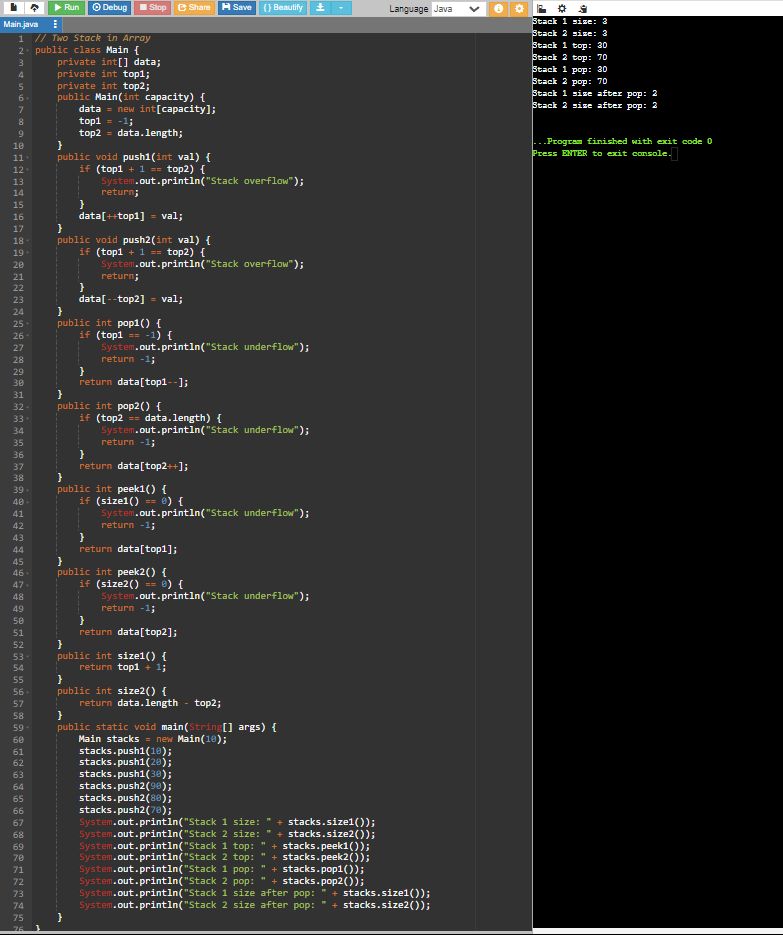 Run Debug Stop Share Save { } Beautify Language Java
Main.java
1 // Two Stack in Array
2 public class Main {
3 private int[] data;
4 private int top1;
5 private int top2;
6 public Main(int capacity) {
7 data = new int[capacity];
8 top1 = -1;
9 top2 = data.length;
10 }
11 public void push1(int val) {
12 if (top1 + 1 == top2) {
13 System.out.println("Stack overflow");
14 return;
15 }
16 data[++top1] = val;
17 }
18 public void push2(int val) {
19 if (top1 + 1 == top2) {
20 System.out.println("Stack overflow");
21 return;
22 }
23 data[--top2] = val;
24 }
25 public int pop1() {
26 if (top1 == -1) {
27 System.out.println("Stack underflow");
28 return -1;
29 }
30 return data[top1--];
31 }
32 public int pop2() {
33 if (top2 == data.length) {
34 System.out.println("Stack underflow");
35 return -1;
36 }
37 return data[top2++];
38 }
39 public int peek1() {
40 if (size1() == 0) {
41 System.out.println("Stack underflow");
42 return -1;
43 }
44 return data[top1];
45 }
46 public int peek2() {
47 if (size2() == 0) {
48 System.out.println("Stack underflow");
49 return -1;
50 }
51 return data[top2];
52 }
53 public int size1() {
54 return top1 + 1;
55 }
56 public int size2() {
57 return data.length - top2;
58 }
59 public static void main(String[] args) {
60 Main stacks = new Main(10);
61 stacks.push1(10);
62 stacks.push1(20);
63 stacks.push1(30);
64 stacks.push2(90);
65 stacks.push2(80);
66 stacks.push2(70);
67 System.out.println("Stack 1 size: " + stacks.size1());
68 System.out.println("Stack 2 size: " + stacks.size2());
69 System.out.println("Stack 1 top: " + stacks.peek1());
70 System.out.println("Stack 2 top: " + stacks.peek2());
71 System.out.println("Stack 1 pop: " + stacks.pop1());
72 System.out.println("Stack 2 pop: " + stacks.pop2());
73 System.out.println("Stack 1 size after pop: " + stacks.size1());
74 System.out.println("Stack 2 size after pop: " + stacks.size2());
75 }
76 }
Stack 1 size: 3
Stack 2 size: 3
Stack 1 top: 30
Stack 2 top: 70
Stack 1 pop: 30
Stack 2 pop: 70
Stack 1 size after pop: 2
Stack 2 size after pop: 2
...Program finished with exit code 0
Press ENTER to exit console.